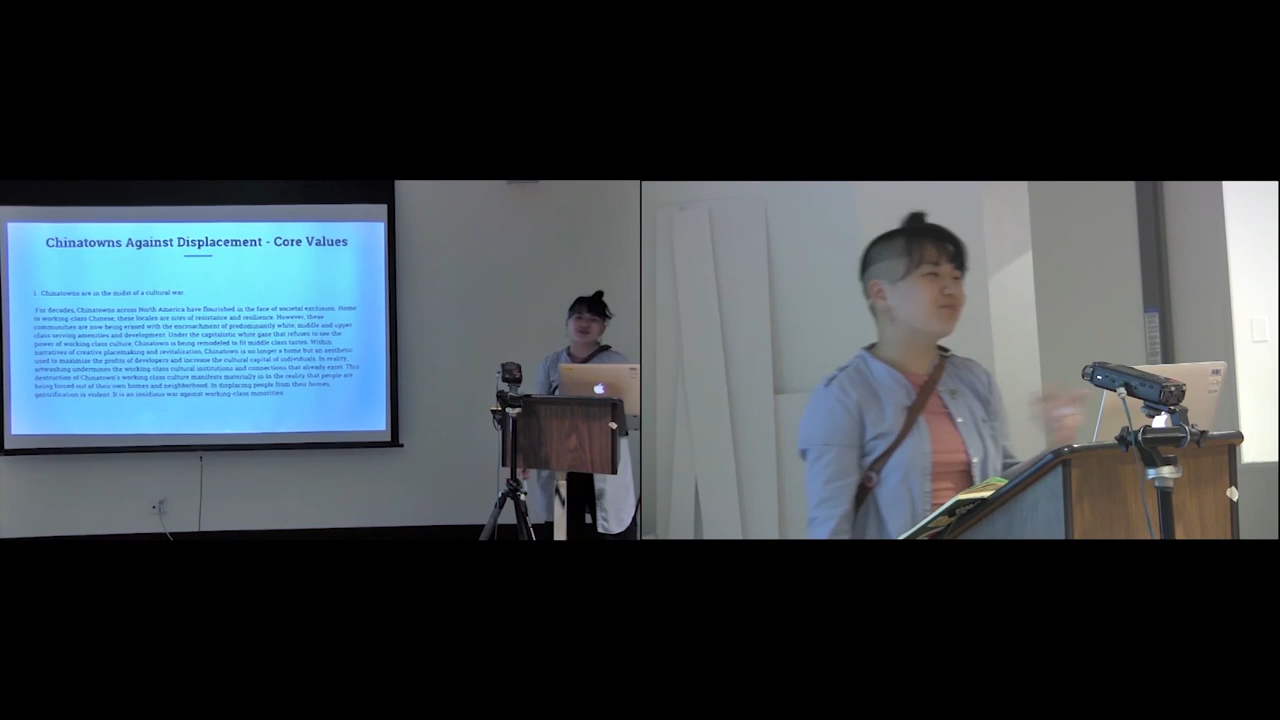 Chinatowns Against Displacement - Core Values
1. Chinatowns are in the midst of a cultural war.
For decades, Chinatowns across North America have flourished in the face of societal exclusion. Home
to working-class Chinese, these locales are sites of resistance and resilience. However, these
communities are now being erased with the encroachment of predominantly white, middle and upper
class serving amenities and development. Under the capitalistic white gaze that refuses to see the
power of working class culture, Chinatown is being remodeled to fit middle class tastes. Within
narratives of creative placemaking and revitalization, Chinatown is no longer a home but an aesthetic
used to maximize the profits of developers and increase the cultural capital of individuals. In reality,
artwashing undermines the working-class cultural institutions and connections that already exist. This
destruction of Chinatown's working class culture manifests materially in in the reality that people are
being forced out of their own homes and neighborhood. In displacing people from their homes,
gentrification is violent. It is an insidious war against working-class minorities.